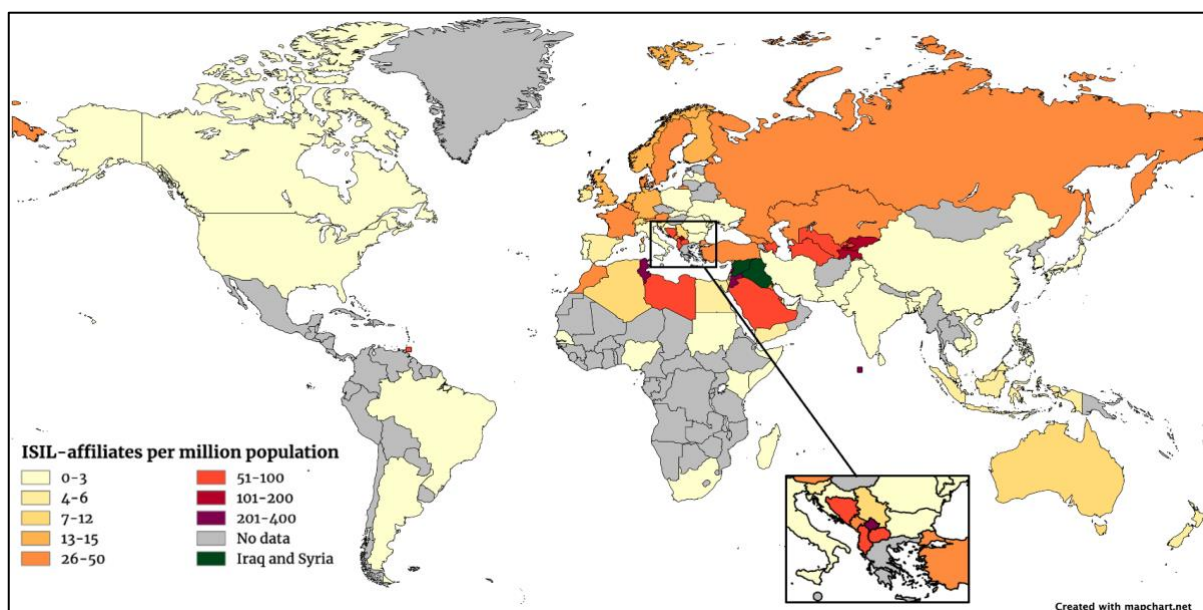 ISIL-affiliates per million population
0-3
4-6
7-12
13-15
26-50
51-100
101-200
201-400
No data
Iraq and Syria
Created with mapchart.net